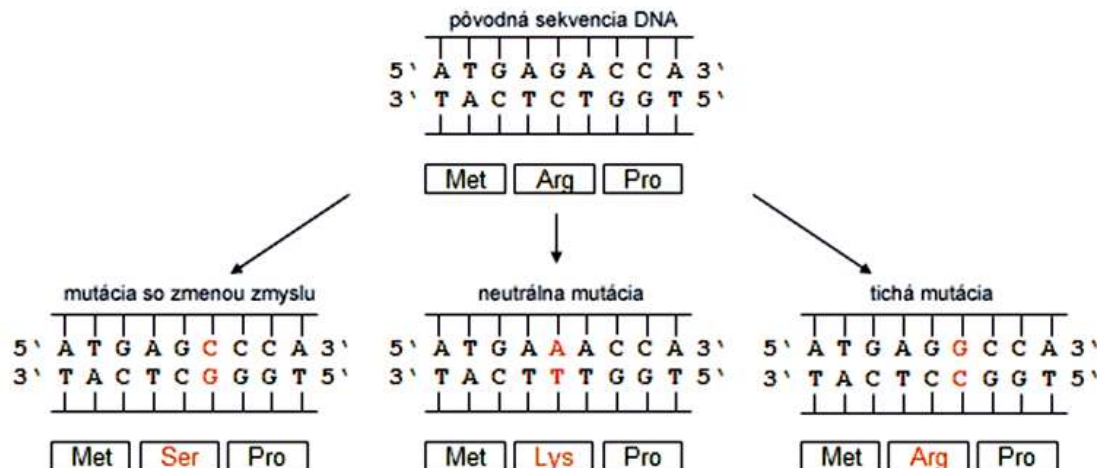 pôvodná sekvencia DNA
5' A T G A G A C C A 3'
3' T A C T C T G G T 5'
Met Arg Pro
mutácia so zmenou zmyslu
5' A T G A G C C C A 3'
3' T A C T C G G G T 5'
Met Ser Pro
neutrálna mutácia
5' A T G A A A C C A 3'
3' T A C T T T G G T 5'
Met Lys Pro
tichá mutácia
5' A T G A G G C C A 3'
3' T A C T C C G G T 5'
Met Arg Pro